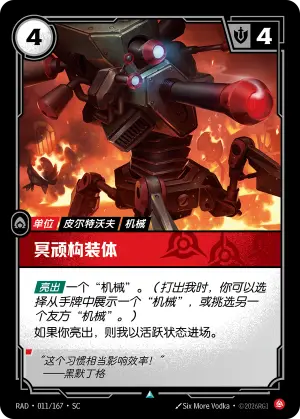 4
4
单位 皮尔特沃夫 机械
冥顽构装体
亮出一个“机械”。（打出我时，你可以选
择从手牌中展示一个“机械”，或挑选另一
个友方“机械”。）
如果你亮出，则我以活跃状态进场。
“这个习惯相当影响效率！”
——黑默丁格
RAD · 011/167 · SC
Six More Vodka
©2026RGI